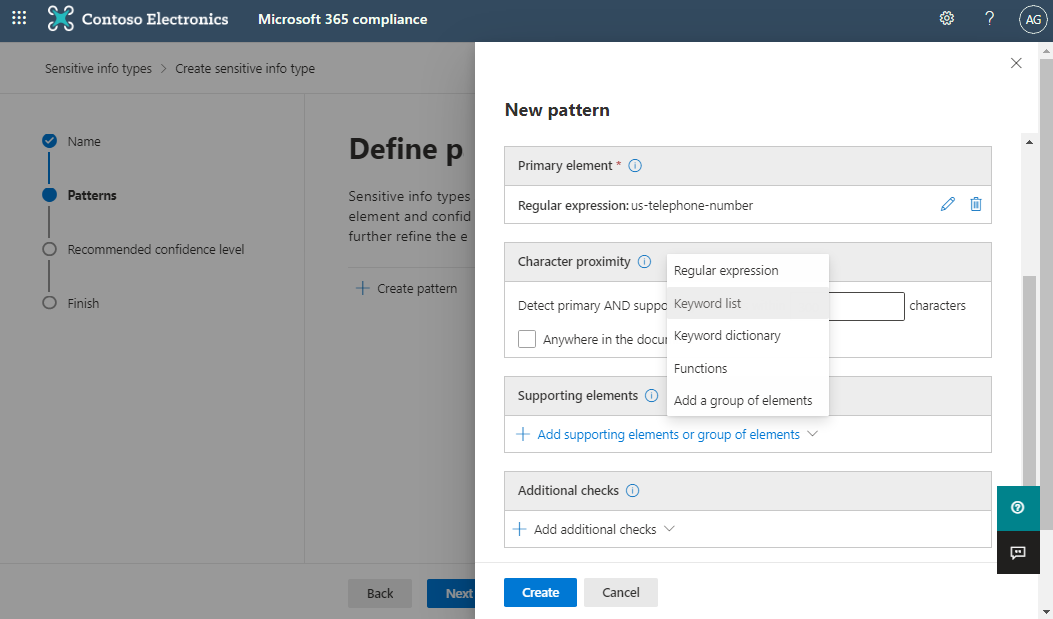 Contoso Electronics
Microsoft 365 compliance
?
AG
Sensitive info types > Create sensitive info type
Name
Patterns
Recommended confidence level
Finish
Define p
Sensitive info types
element and confid
further refine the e
+ Create pattern
Back
Next
New pattern
Primary element * i
Regular expression: us-telephone-number
Character proximity i
Detect primary AND suppo
characters
Anywhere in the docu
Regular expression
Keyword list
Keyword dictionary
Functions
Add a group of elements
Supporting elements i
+ Add supporting elements or group of elements
Additional checks i
+ Add additional checks
Create
Cancel